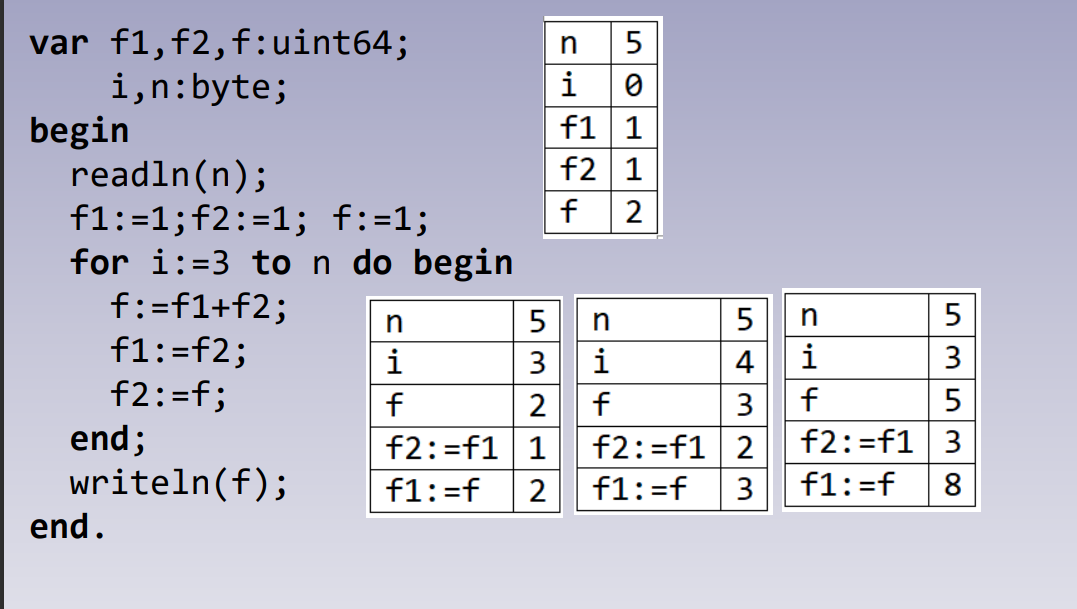 var f1,f2,f:uint64;
i,n:byte;
begin
readln(n);
f1:=1;f2:=1; f:=1;
for i:=3 to n do begin
f:=f1+f2;
f1:=f2;
f2:=f;
end;
writeln(f);
end.
n 5
i 0
f1 1
f2 1
f 2
n 5
i 3
f 2
f2:=f1 1
f1:=f 2
n 5
i 4
f 3
f2:=f1 2
f1:=f 3
n 5
i 3
f 5
f2:=f1 3
f1:=f 8